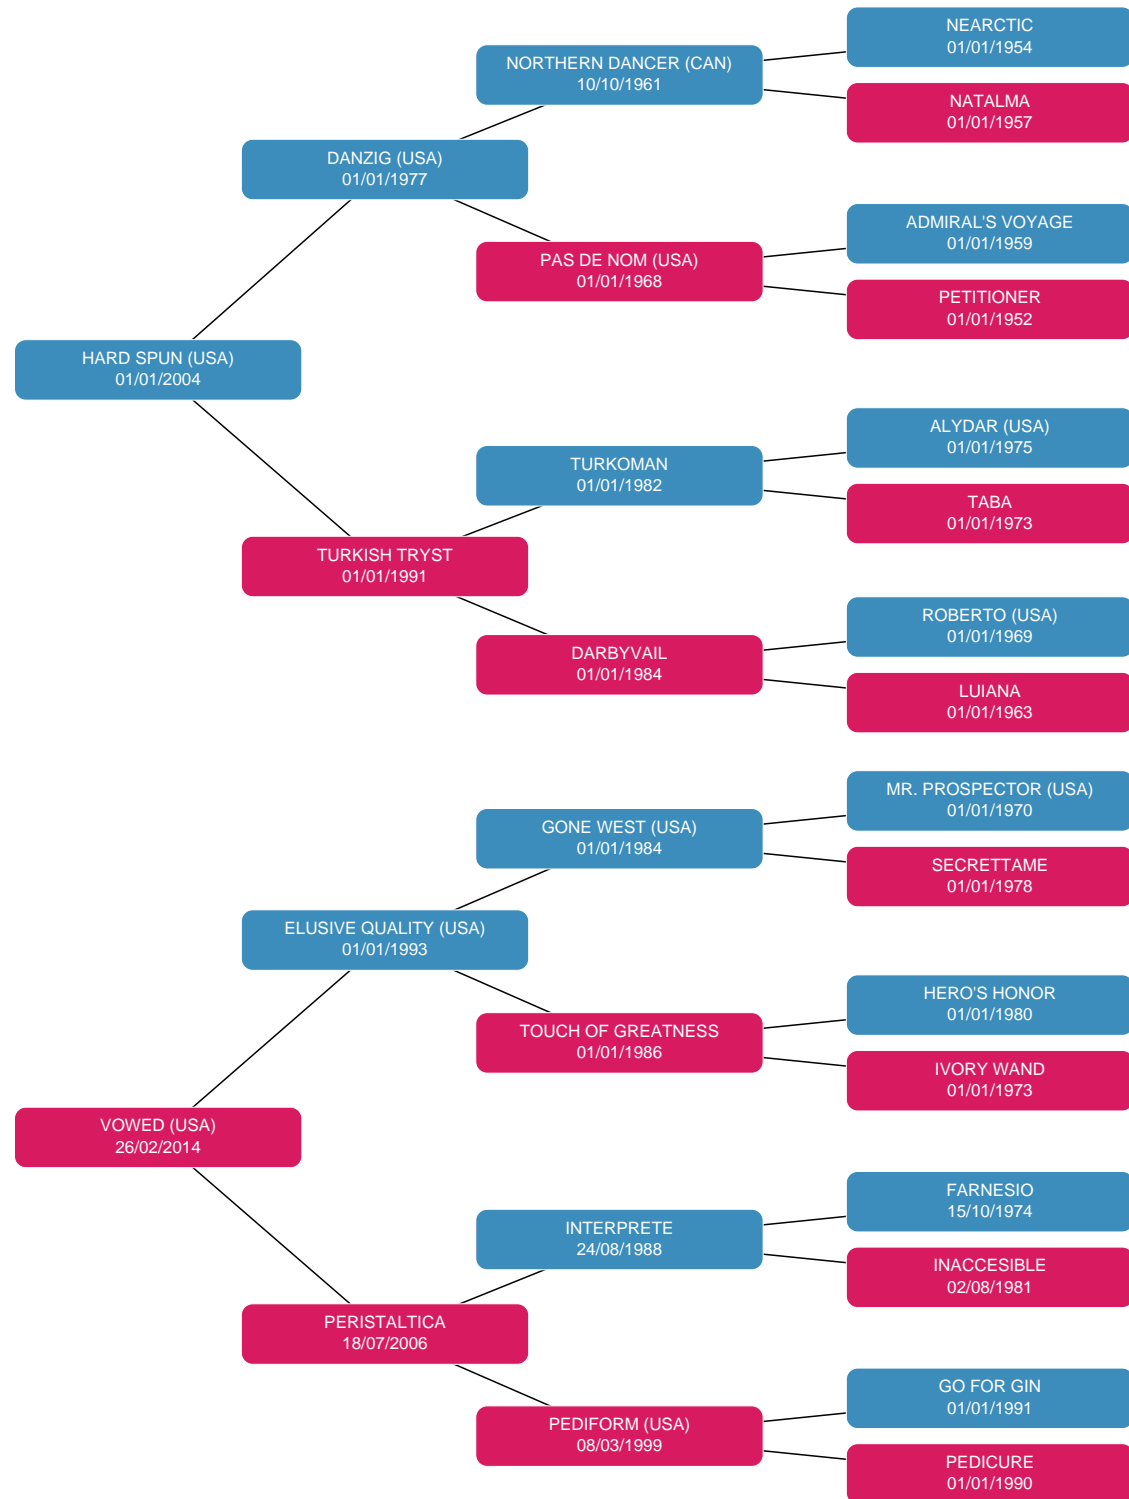 NEARCTIC
01/01/1954
NORTHERN DANCER (CAN)
10/10/1961
NATALMA
01/01/1957
DANZIG (USA)
01/01/1977
ADMIRAL'S VOYAGE
01/01/1959
PAS DE NOM (USA)
01/01/1968
PETITIONER
01/01/1952
HARD SPUN (USA)
01/01/2004
ALYDAR (USA)
01/01/1975
TURKOMAN
01/01/1982
TABA
01/01/1973
TURKISH TRYST
01/01/1991
ROBERTO (USA)
01/01/1969
DARBYVAIL
01/01/1984
LUIANA
01/01/1963
MR. PROSPECTOR (USA)
01/01/1970
GONE WEST (USA)
01/01/1984
SECRETTAME
01/01/1978
ELUSIVE QUALITY (USA)
01/01/1993
HERO'S HONOR
01/01/1980
TOUCH OF GREATNESS
01/01/1986
IVORY WAND
01/01/1973
VOWED (USA)
26/02/2014
FARNESIO
15/10/1974
INTERPRETE
24/08/1988
INACCESIBLE
02/08/1981
PERISTALTICA
18/07/2006
GO FOR GIN
01/01/1991
PEDIFORM (USA)
08/03/1999
PEDICURE
01/01/1990